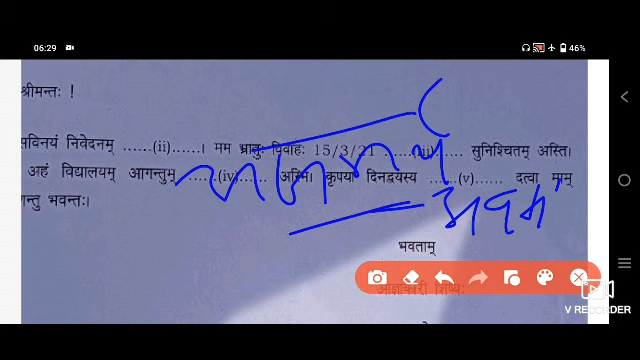 06:29
46%
श्रीमन्तः !
सविनयं निवेदनम् ......(ii)...... । मम भ्रातुः विवाहः 15/3/21 ......(iii)...... सुनिश्चितम् अस्ति।
अहं विद्यालयम् आगन्तुम् ......(iv)...... अस्मि। कृपया दिनद्वयस्य ......(v)...... दत्वा माम्
गन्तु भवन्तः।
भवताम्
आज्ञाकारी शिष्यः
V RECORDER